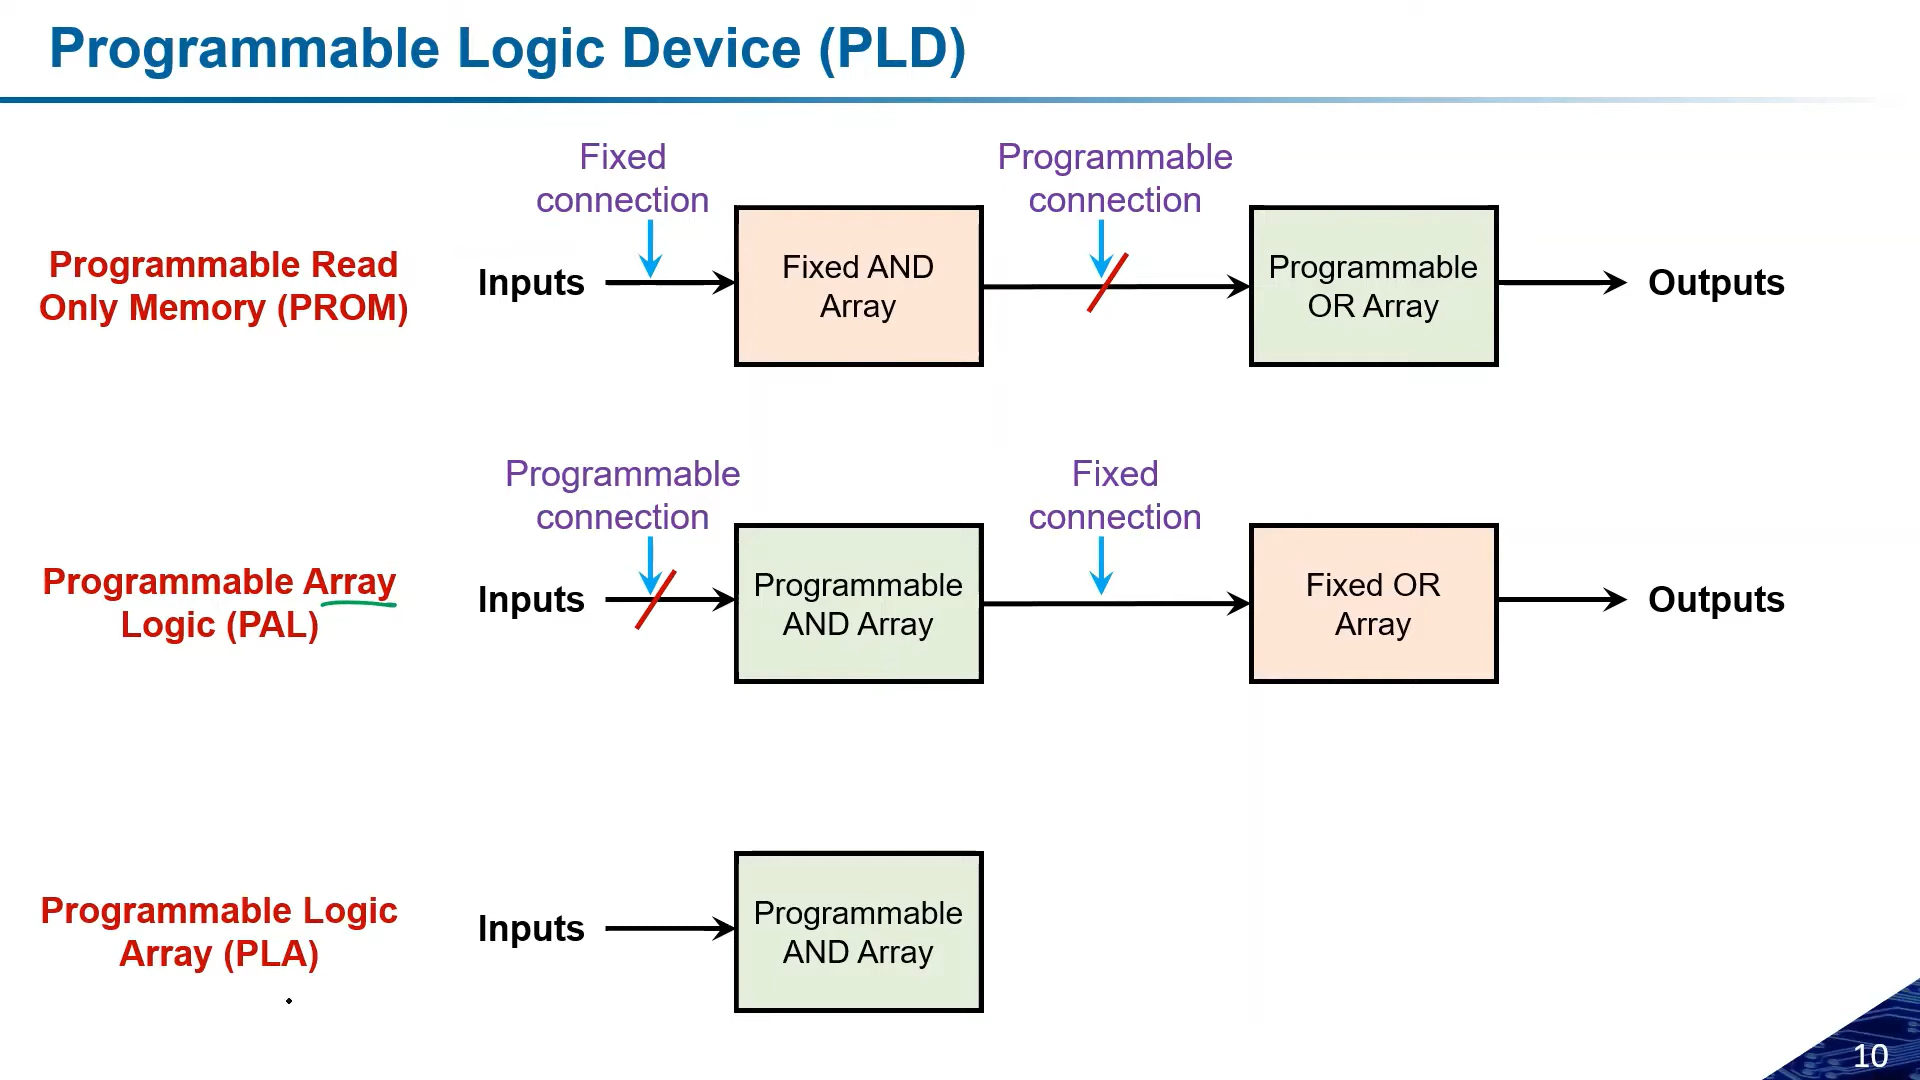 Programmable Logic Device (PLD)
Fixed
connection
Programmable
connection
Programmable Read
Only Memory (PROM)
Inputs
Fixed AND
Array
Programmable
OR Array
Outputs
Programmable
connection
Fixed
connection
Programmable Array
Logic (PAL)
Inputs
Programmable
AND Array
Fixed OR
Array
Outputs
Programmable Logic
Array (PLA)
Inputs
Programmable
AND Array
10